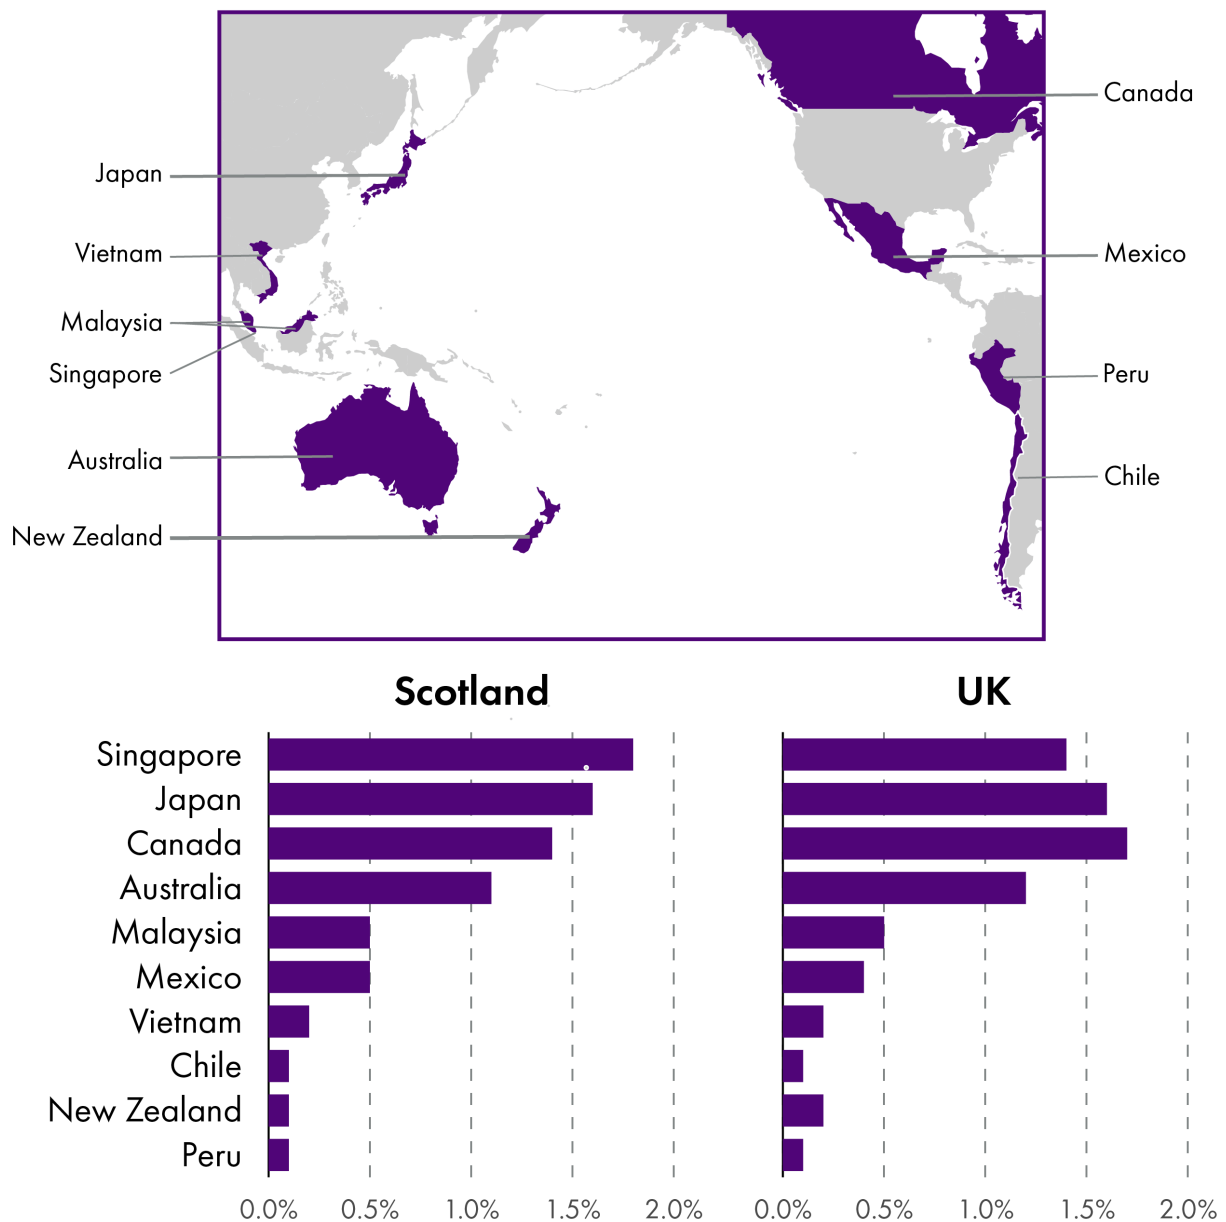 Canada
Japan
Vietnam
Mexico
Malaysia
Singapore
Peru
Australia
Chile
New Zealand
Scotland
UK
Singapore
Japan
Canada
Australia
Malaysia
Mexico
Vietnam
Chile
New Zealand
Peru
0.0% 0.5% 1.0% 1.5% 2.0%
0.0% 0.5% 1.0% 1.5% 2.0%